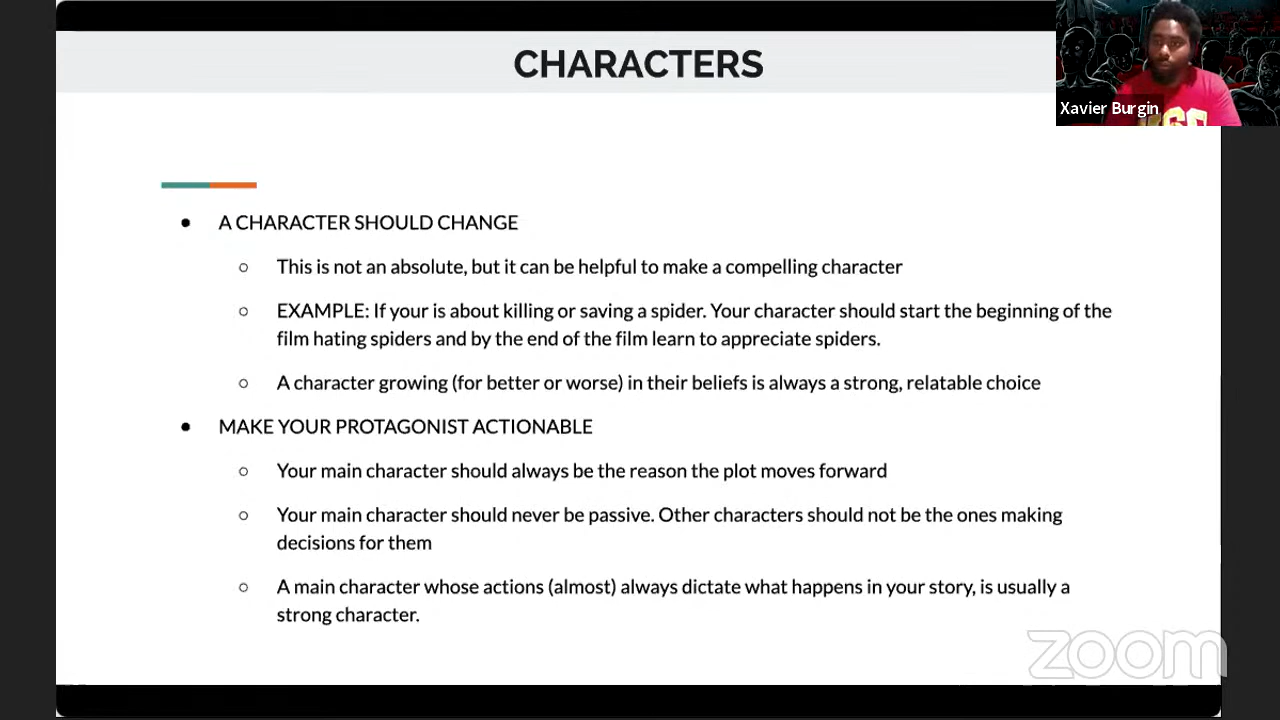 CHARACTERS
Xavier Burgin
A CHARACTER SHOULD CHANGE
This is not an absolute, but it can be helpful to make a compelling character
EXAMPLE: If your is about killing or saving a spider. Your character should start the beginning of the
film hating spiders and by the end of the film learn to appreciate spiders.
A character growing (for better or worse) in their beliefs is always a strong, relatable choice
MAKE YOUR PROTAGONIST ACTIONABLE
Your main character should always be the reason the plot moves forward
Your main character should never be passive. Other characters should not be the ones making
decisions for them
A main character whose actions (almost) always dictate what happens in your story, is usually a
strong character.
zoom